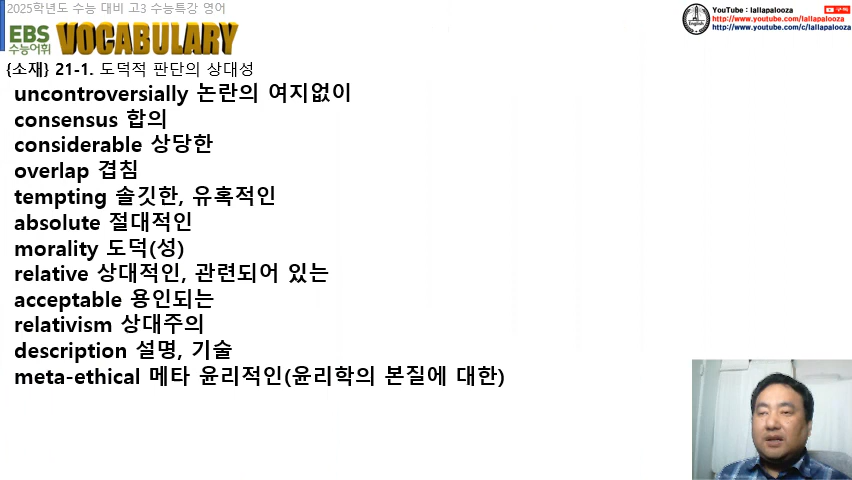 2025학년도 수능 대비 고3 수능특강 영어
EBS
수능어휘
VOCABULARY
YouTube : lallapalooza 구독
http://www.youtube.com/lallapalooza
http://www.youtube.com/c/lallapalooza
English
{소재} 21-1. 도덕적 판단의 상대성
uncontroversially 논란의 여지없이
consensus 합의
considerable 상당한
overlap 겹침
tempting 솔깃한, 유혹적인
absolute 절대적인
morality 도덕(성)
relative 상대적인, 관련되어 있는
acceptable 용인되는
relativism 상대주의
description 설명, 기술
meta-ethical 메타 윤리적인(윤리학의 본질에 대한)